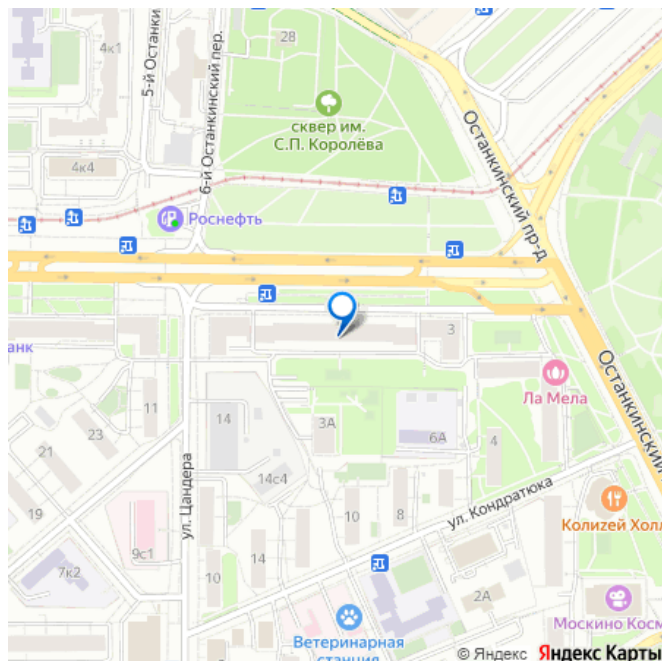 28
4к1
5-й Останкинский
6-й Останкинский пер.
сквер им.
С.П. Королёва
Останкинский пр-д
4к4
Роснефть
3
анк
Останкинский
Ла Мела
11
14
3А
6А
23
4
21
14с4
ул. Кондратюка
ул. Цандера
Колизей Холл
19
10
8
9с1
14
7к2
10
2А
Москино Косм
Ветеринарная
станция
© Яндекс Яндекс Карты